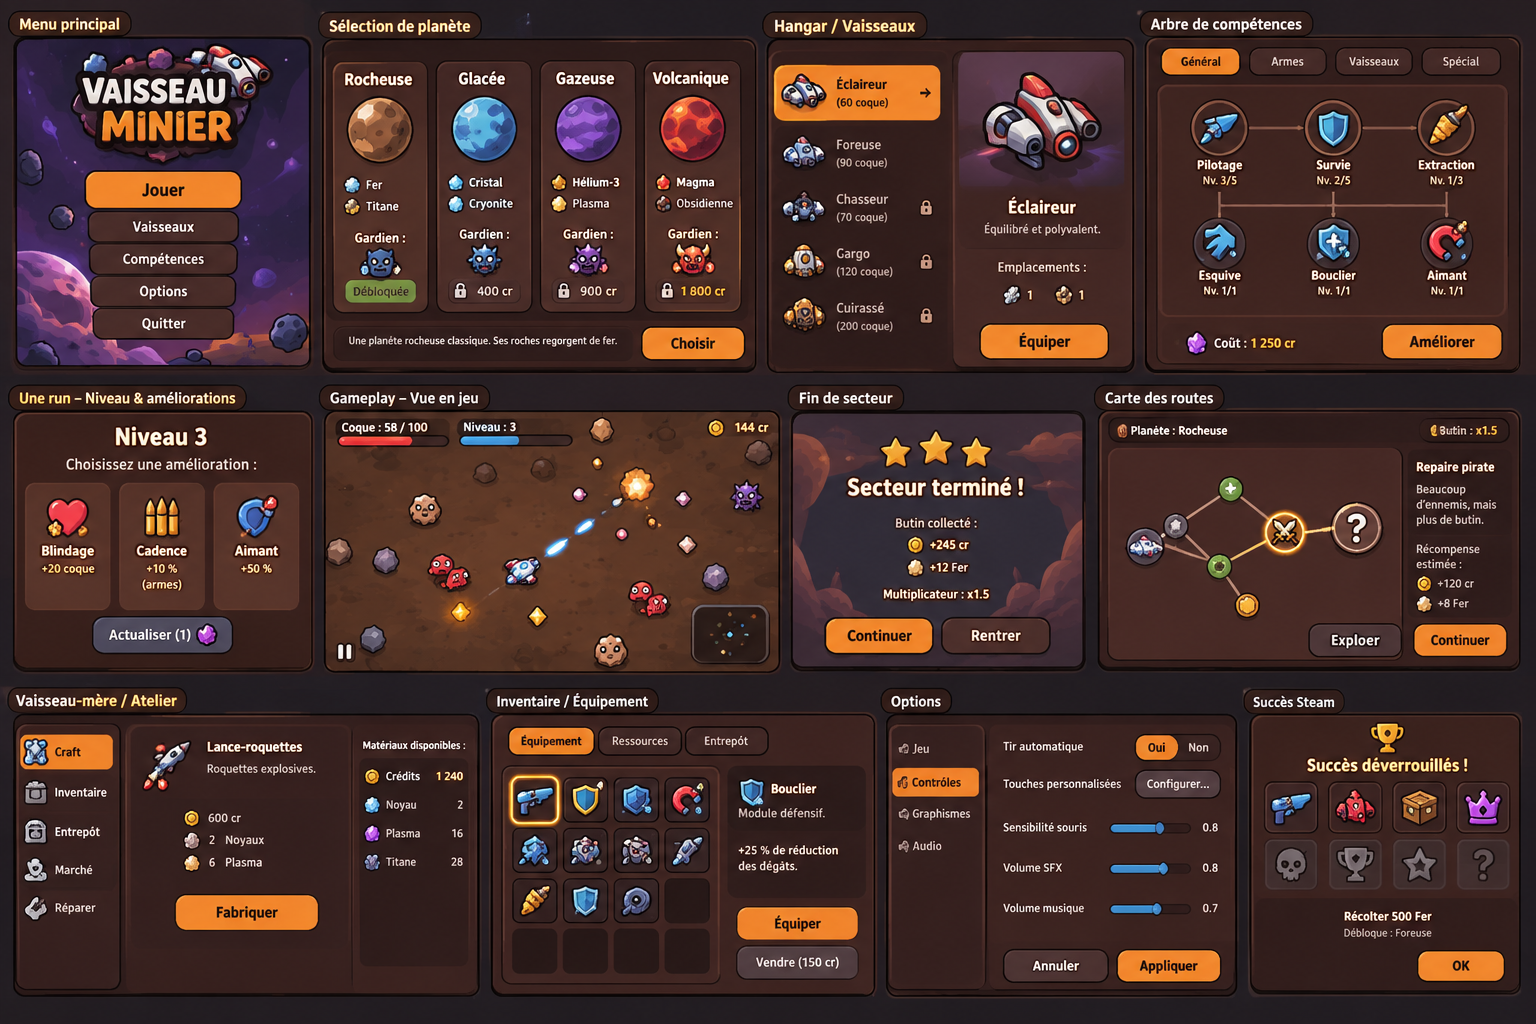 Menu principal
VAISSEAU
MINIER
Jouer
Vaisseaux
Compétences
Options
Quitter
Sélection de planète
Rocheuse
Fer
Titane
Gardien :
Débloquée
Glacée
Cristal
Cryonite
Gardien :
400 cr
Gazeuse
Hélium-3
Plasma
Gardien :
900 cr
Volcanique
Magma
Obsidienne
Gardien :
1 800 cr
Une planète rocheuse classique. Ses roches regorgent de fer.
Choisir
Hangar / Vaisseaux
Éclaireur
(60 coque)
Foreuse
(90 coque)
Chasseur
(70 coque)
Gargo
(120 coque)
Cuirassé
(200 coque)
Éclaireur
Équilibré et polyvalent.
Emplacements :
1
1
Équiper
Arbre de compétences
Général
Armes
Vaisseaux
Spécial
Pilotage
Nv. 3/5
Survie
Nv. 2/5
Extraction
Nv. 1/3
Esquive
Nv. 1/1
Bouclier
Nv. 1/1
Aimant
Nv. 1/1
Coût : 1 250 cr
Améliorer
Une run – Niveau & améliorations
Niveau 3
Choisissez une amélioration :
Blindage
+20 coque
Cadence
+10 %
(armes)
Aimant
+50 %
Actualiser (1)
Gameplay – Vue en jeu
Coque : 58 / 100
Niveau : 3
144 cr
Fin de secteur
Secteur terminé !
Butin collecté :
+245 cr
+12 Fer
Multiplicateur : x1.5
Continuer
Rentrer
Carte des routes
Planète : Rocheuse
Butin : x1.5
?
Repaire pirate
Beaucoup
d'ennemis, mais
plus de butin.
Récompense
estimée :
+120 cr
+8 Fer
Exploer
Continuer
Vaisseau-mère / Atelier
Craft
Inventaire
Entrepôt
Marché
Réparer
Lance-roquettes
Roquettes explosives.
600 cr
2 Noyaux
6 Plasma
Fabriquer
Matériaux disponibles :
Crédits 1 240
Noyau 2
Plasma 16
Titane 28
Inventaire / Équipement
Équipement
Ressources
Entrepôt
Bouclier
Module défensif.
+25 % de réduction
des dégâts.
Équiper
Vendre (150 cr)
Options
Jeu
Contrôles
Graphismes
Audio
Tir automatique
Oui
Non
Touches personnalisées
Configurer...
Sensibilité souris
0.8
Volume SFX
0.8
Volume musique
0.7
Annuler
Appliquer
Succès Steam
Succès déverrouillés !
?
Récolter 500 Fer
Débloque : Foreuse
OK